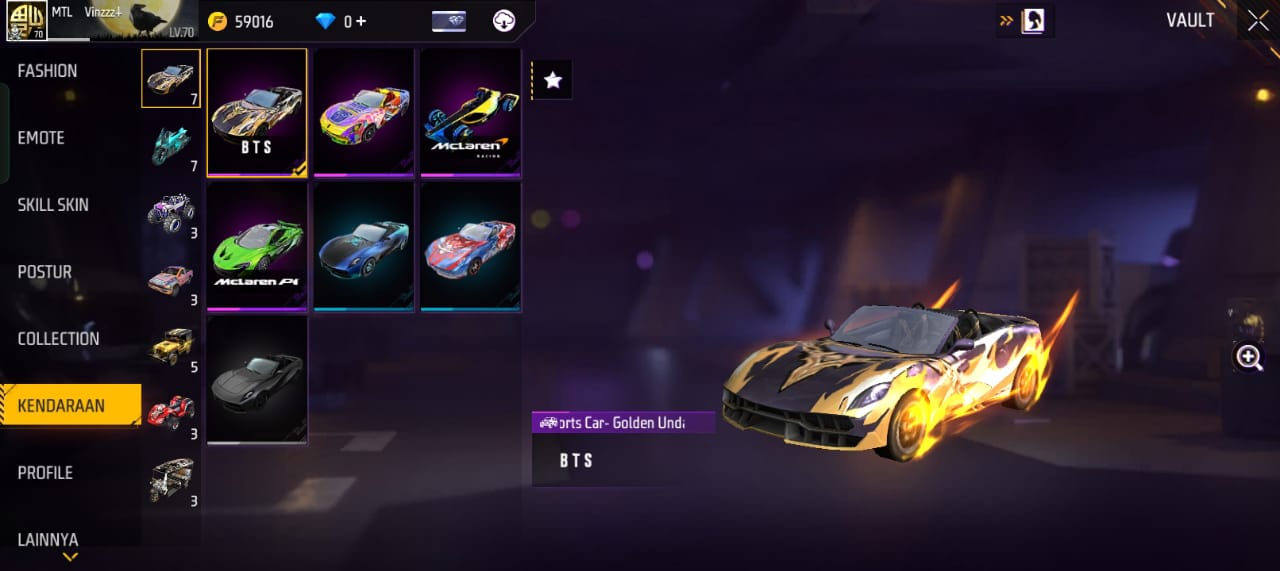 MTL Vinzzz
70
LV.70
59016
0 +
VAULT
FASHION
EMOTE
SKILL SKIN
POSTUR
COLLECTION
KENDARAAN
PROFILE
LAINNYA
7
7
3
3
5
3
3
BTS
McLaren
RACING
McLaren P1
orts Car- Golden Und
BTS